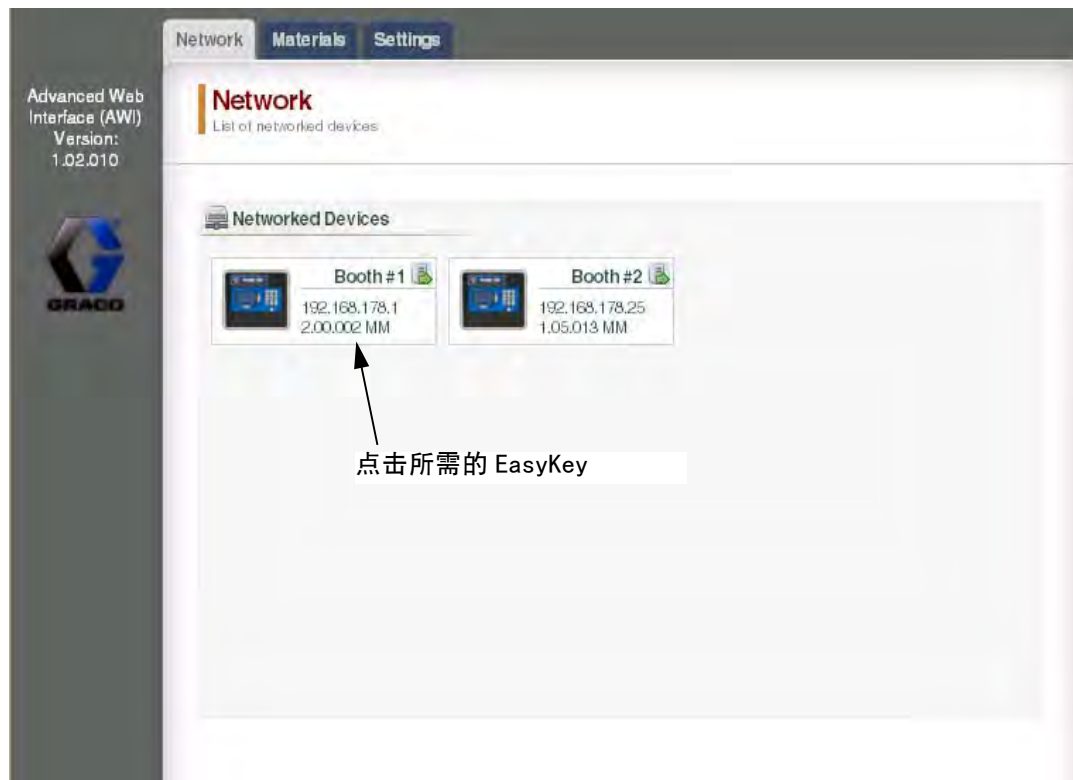 Network Materials Settings
Advanced Web
Interface (AWI)
Version:
1.02.010
GRACO
Network
List of networked devices
Networked Devices
Booth #1
192.168.178.1
2.00.002 MM
Booth #2
192.168.178.25
1.05.013 MM
点击所需的 EasyKey